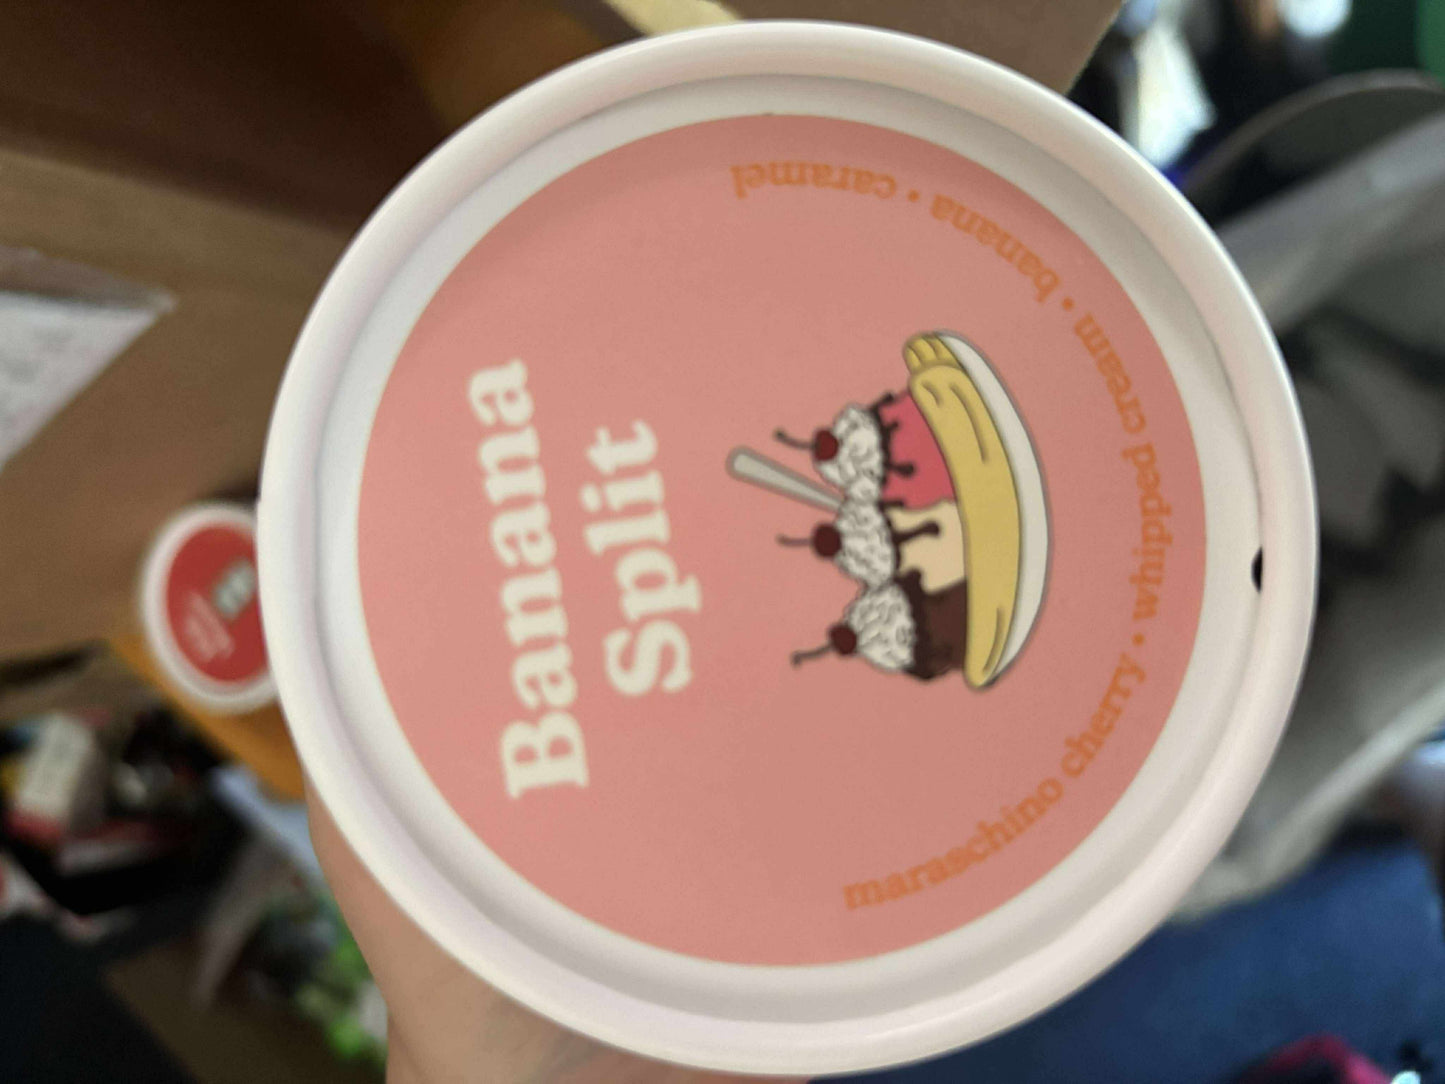 Banana
Split
maraschino cherry • whipped cream • banana • caramel